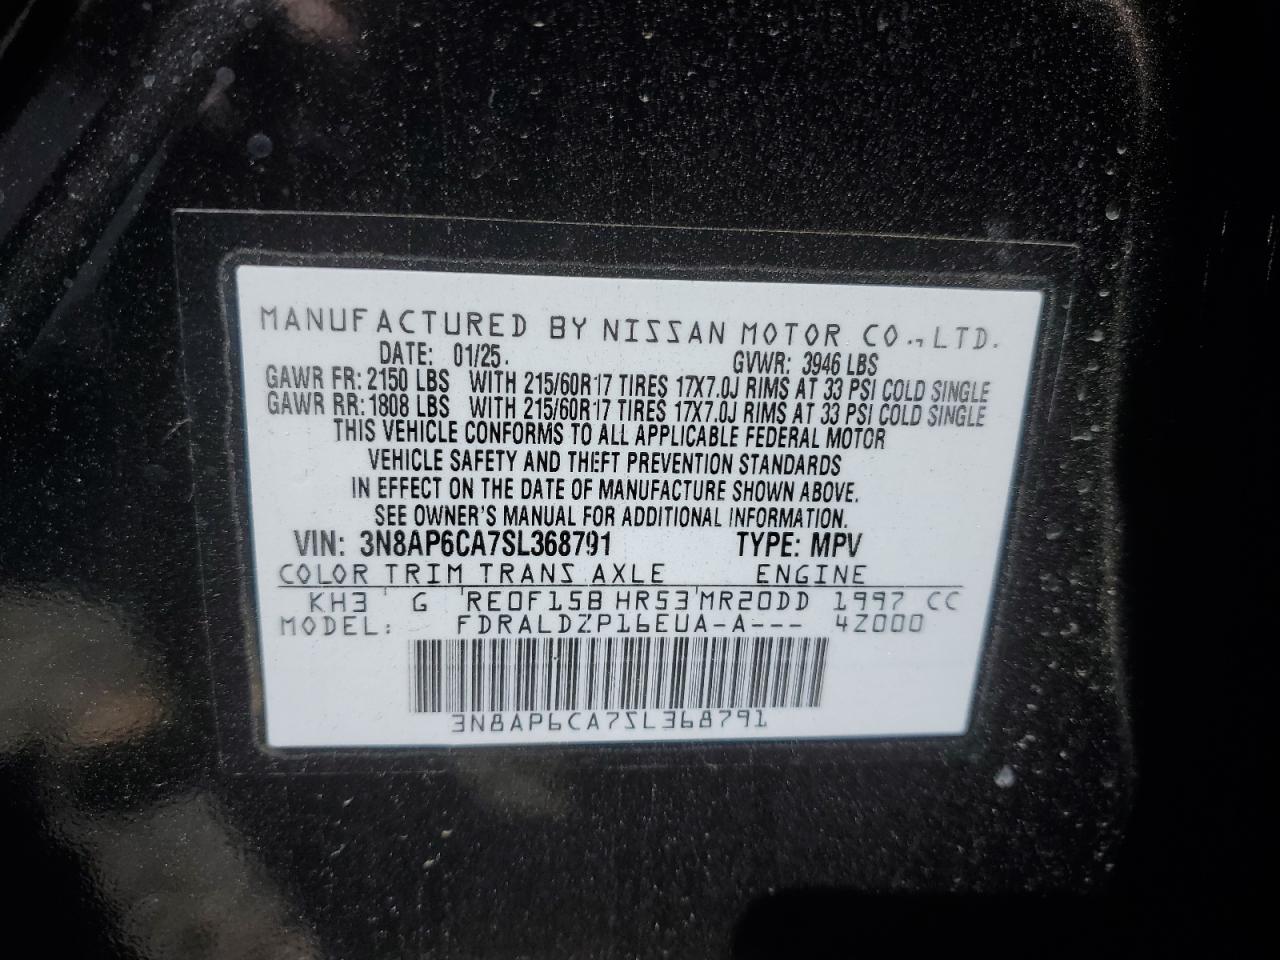 MANUFACTURED BY NISSAN MOTOR CO.,LTD.
DATE: 01/25. GVWR: 3946 LBS
GAWR FR: 2150 LBS WITH 215/60R17 TIRES 17X7.0J RIMS AT 33 PSI COLD SINGLE
GAWR RR: 1808 LBS WITH 215/60R17 TIRES 17X7.0J RIMS AT 33 PSI COLD SINGLE
THIS VEHICLE CONFORMS TO ALL APPLICABLE FEDERAL MOTOR
VEHICLE SAFETY AND THEFT PREVENTION STANDARDS
IN EFFECT ON THE DATE OF MANUFACTURE SHOWN ABOVE.
SEE OWNER'S MANUAL FOR ADDITIONAL INFORMATION.
VIN: 3N8AP6CA7SL368791 TYPE: MPV
COLOR TRIM TRANS AXLE ENGINE
KH3 G RE0F15B HR53 MR20DD 1997 CC
MODEL: FDRALDZP16EUA-A--- 4Z000
3N8AP6CA7SL368791